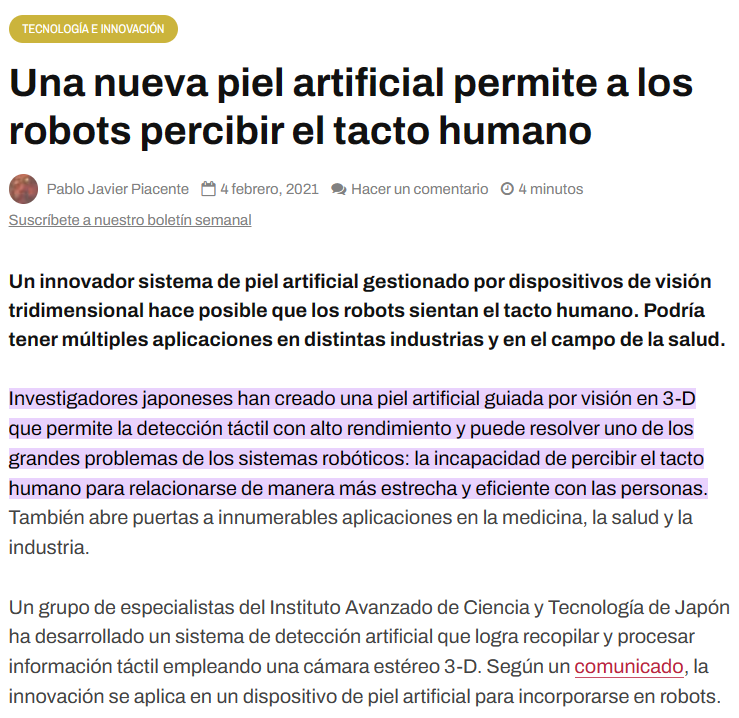 TECNOLOGÍA E INNOVACIÓN
Una nueva piel artificial permite a los
robots percibir el tacto humano
Pablo Javier Piacente 4 febrero, 2021 Hacer un comentario 4 minutos
Suscríbete a nuestro boletín semanal
Un innovador sistema de piel artificial gestionado por dispositivos de visión
tridimensional hace posible que los robots sientan el tacto humano. Podría
tener múltiples aplicaciones en distintas industrias y en el campo de la salud.
Investigadores japoneses han creado una piel artificial guiada por visión en 3-D
que permite la detección táctil con alto rendimiento y puede resolver uno de los
grandes problemas de los sistemas robóticos: la incapacidad de percibir el tacto
humano para relacionarse de manera más estrecha y eficiente con las personas.
También abre puertas a innumerables aplicaciones en la medicina, la salud y la
industria.
Un grupo de especialistas del Instituto Avanzado de Ciencia y Tecnología de Japón
ha desarrollado un sistema de detección artificial que logra recopilar y procesar
información táctil empleando una cámara estéreo 3-D. Según un comunicado, la
innovación se aplica en un dispositivo de piel artificial para incorporarse en robots.